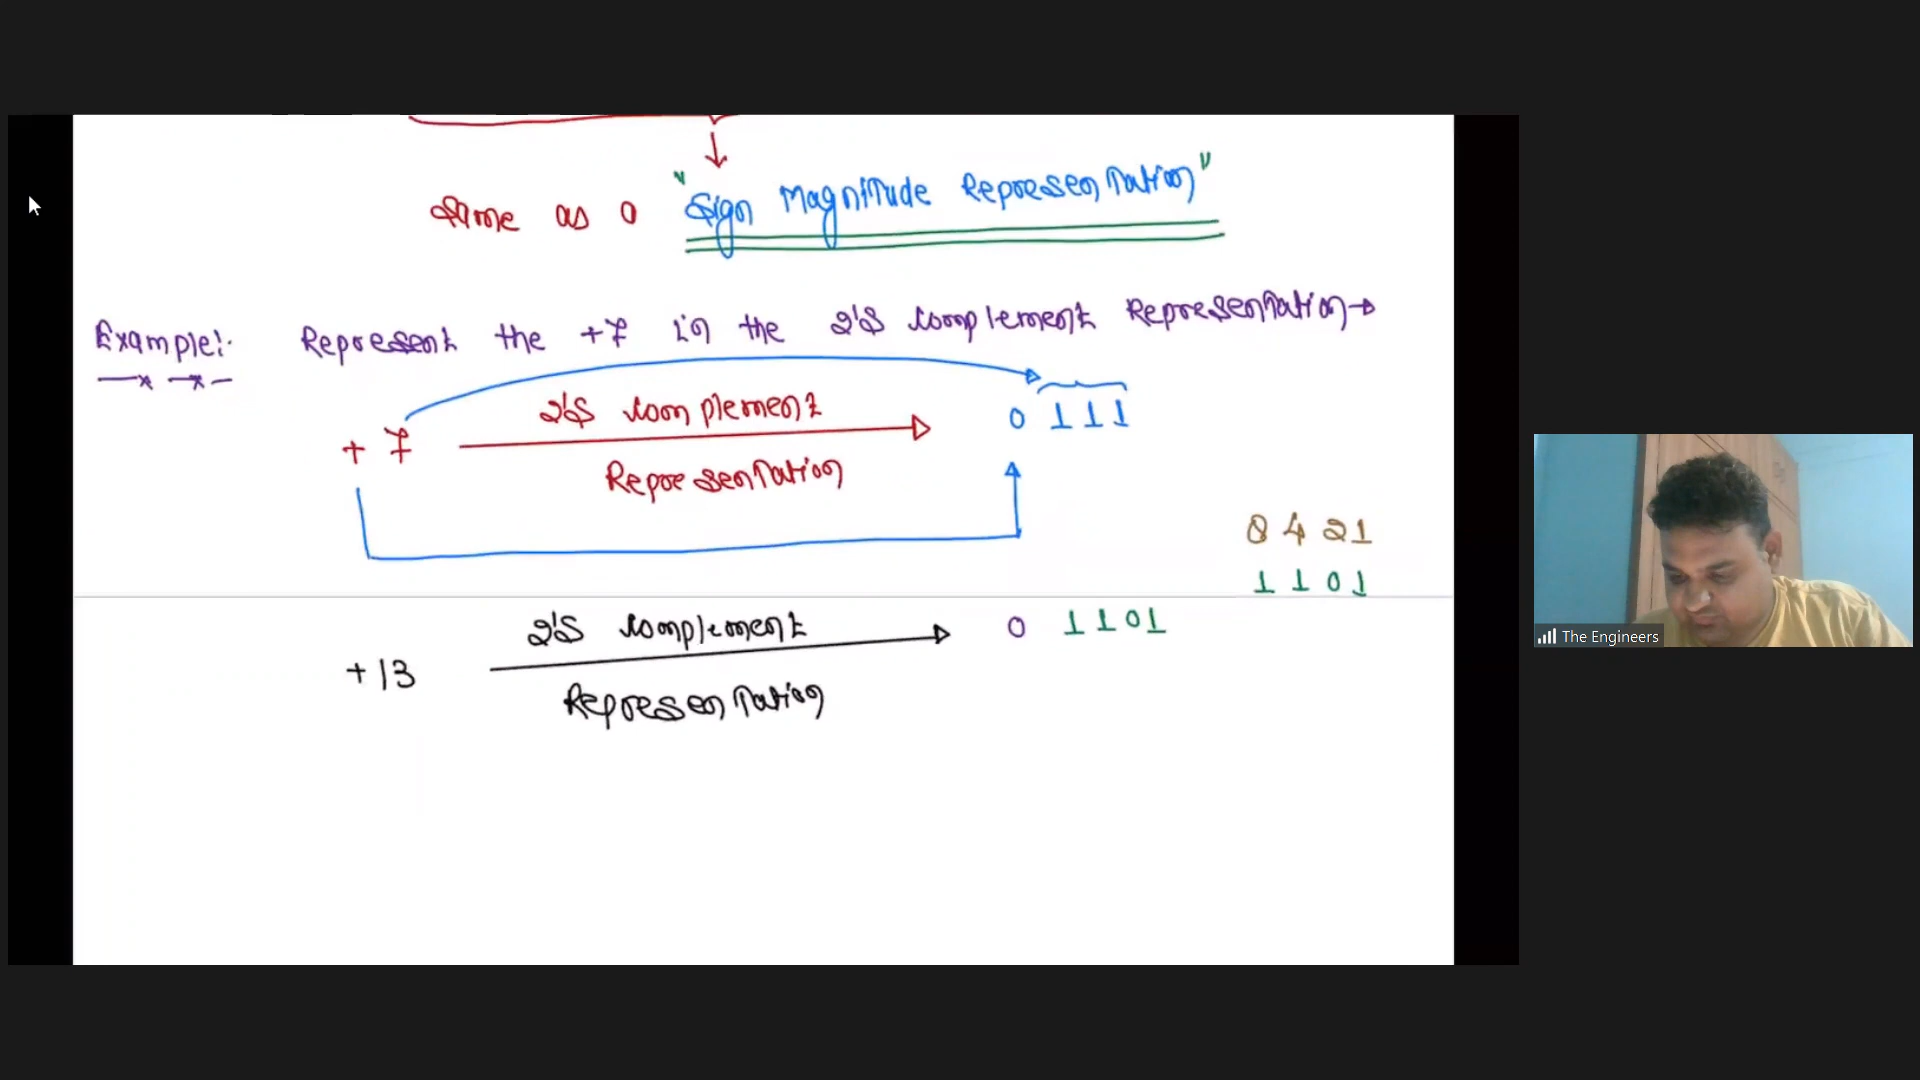 same as a "Sign Magnitude Representation"
Example:- Represent the +7 in the 2's complement Representation →
+ 7 2's complement Representation 0 111
8 4 2 1
1 1 0 1
+13 2's complement Representation 0 1101
The Engineers